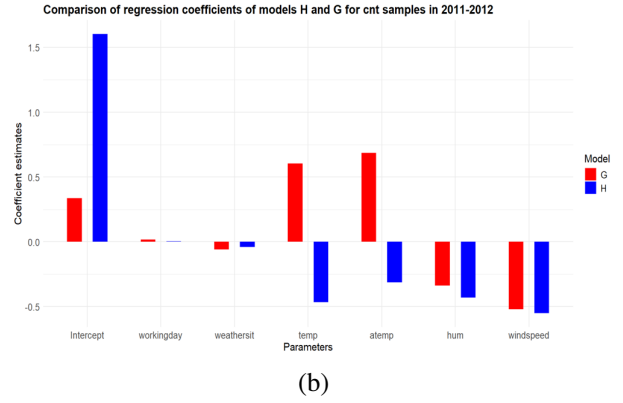 Comparison of regression coefficients of models H and G for cnt samples in 2011-2012
Coefficient estimates
1.5
1.0
0.5
0.0
-0.5
Intercept workingday weathersit temp atemp hum windspeed
Parameters
Model
G
H
(b)